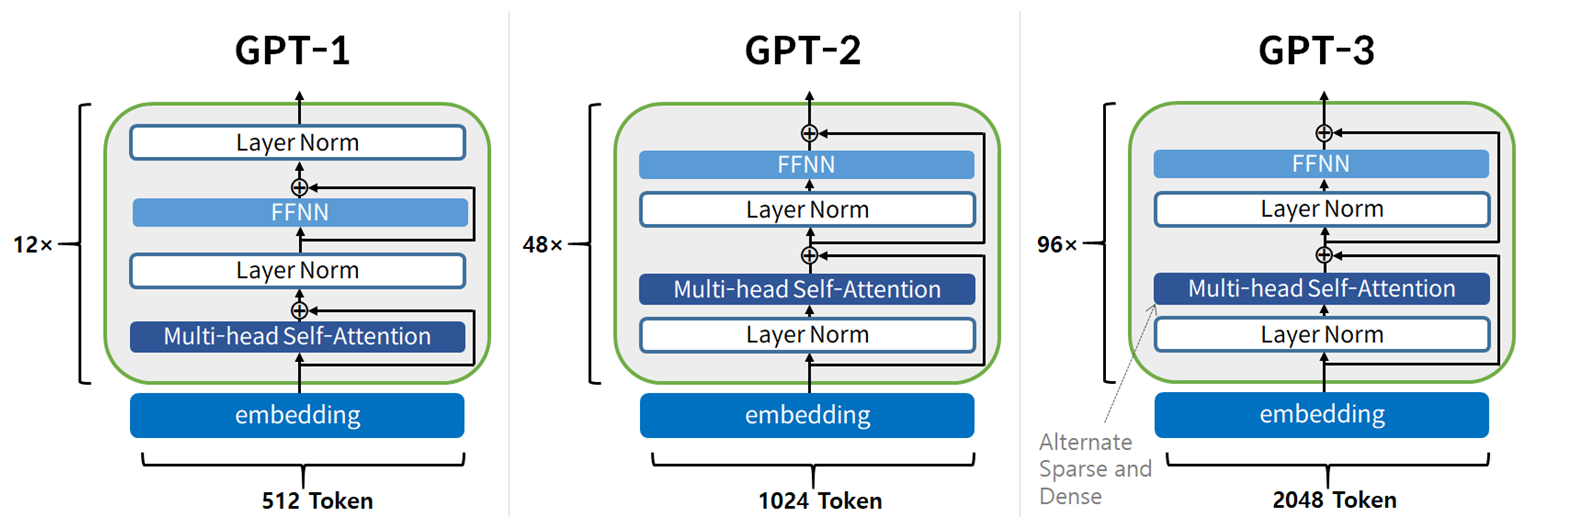 GPT-1
Layer Norm
FFNN
12×
Layer Norm
Multi-head Self-Attention
embedding
512 Token
GPT-2
FFNN
Layer Norm
48×
Multi-head Self-Attention
Layer Norm
embedding
1024 Token
GPT-3
FFNN
Layer Norm
96×
Multi-head Self-Attention
Layer Norm
embedding
Alternate
Sparse and
Dense
2048 Token